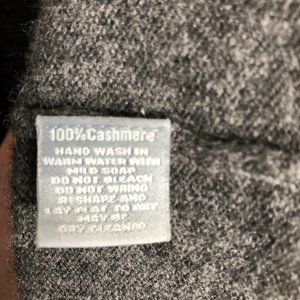 100% Cashmere
HAND WASH IN
WARM WATER WITH
MILD SOAP
DO NOT BLEACH
DO NOT WRING
RESHAPE AND
LAY FLAT TO DRY
MAY BE
DRY CLEANED